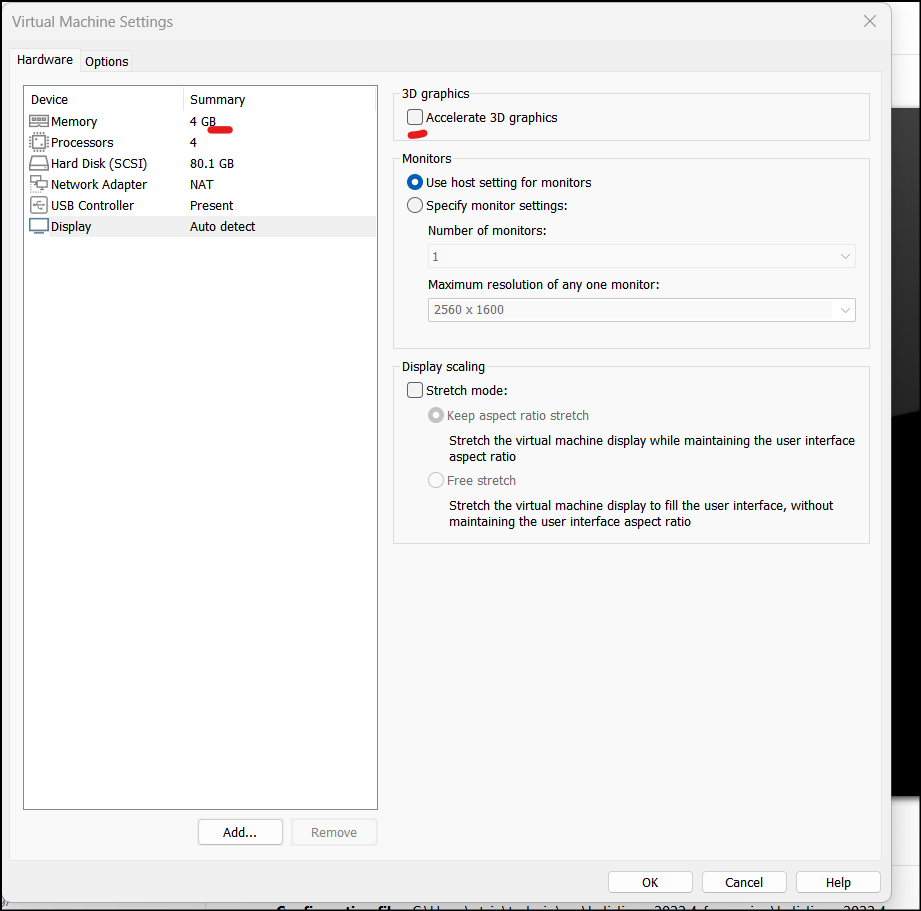 Virtual Machine Settings
Hardware
Options
Device Summary
Memory 4 GB
Processors 4
Hard Disk (SCSI) 80.1 GB
Network Adapter NAT
USB Controller Present
Display Auto detect
Add...
Remove
3D graphics
Accelerate 3D graphics
Monitors
Use host setting for monitors
Specify monitor settings:
Number of monitors:
1
Maximum resolution of any one monitor:
2560 x 1600
Display scaling
Stretch mode:
Keep aspect ratio stretch
Stretch the virtual machine display while maintaining the user interface
aspect ratio
Free stretch
Stretch the virtual machine display to fill the user interface, without
maintaining the user interface aspect ratio
OK
Cancel
Help